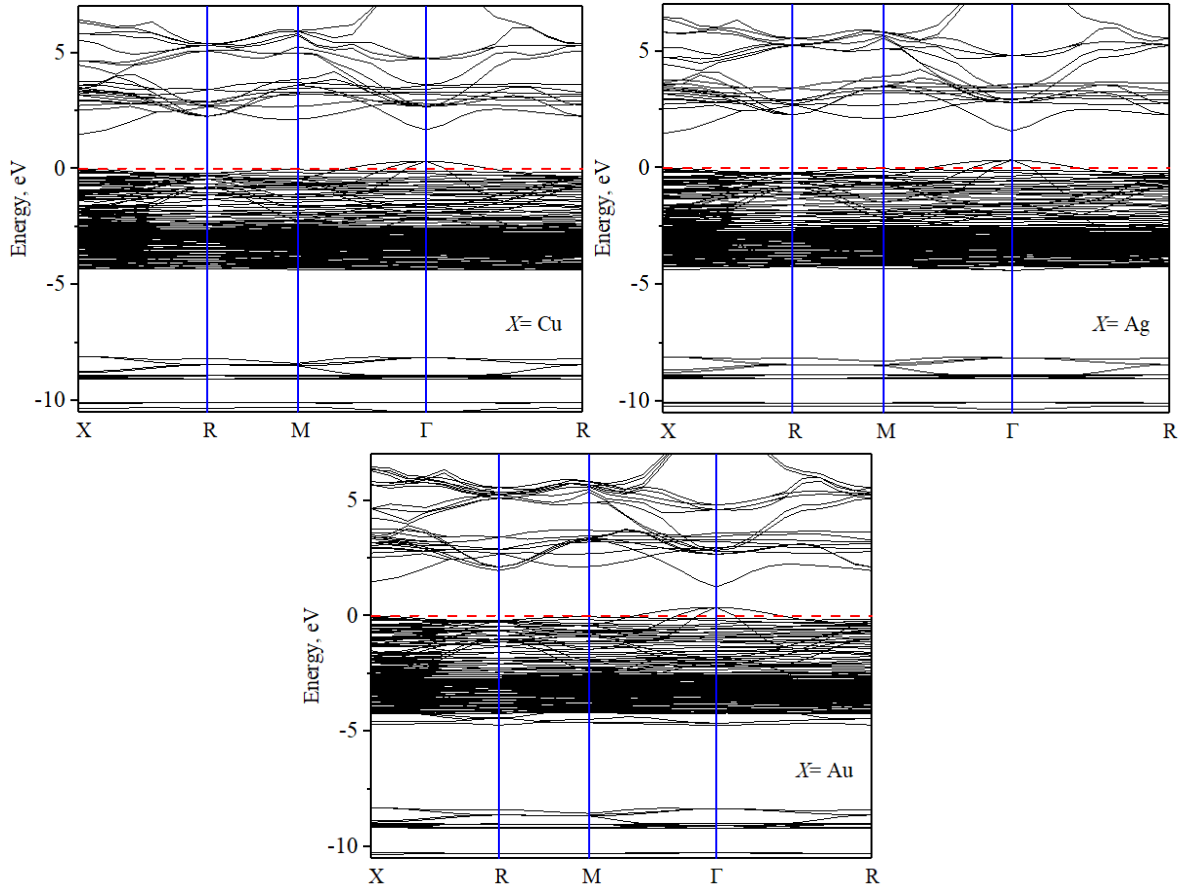 5
0
-5
-10
Energy, eV
X= Cu
X R M Γ R
5
0
-5
-10
Energy, eV
X= Ag
X R M Γ R
5
0
-5
-10
Energy, eV
X= Au
X R M Γ R